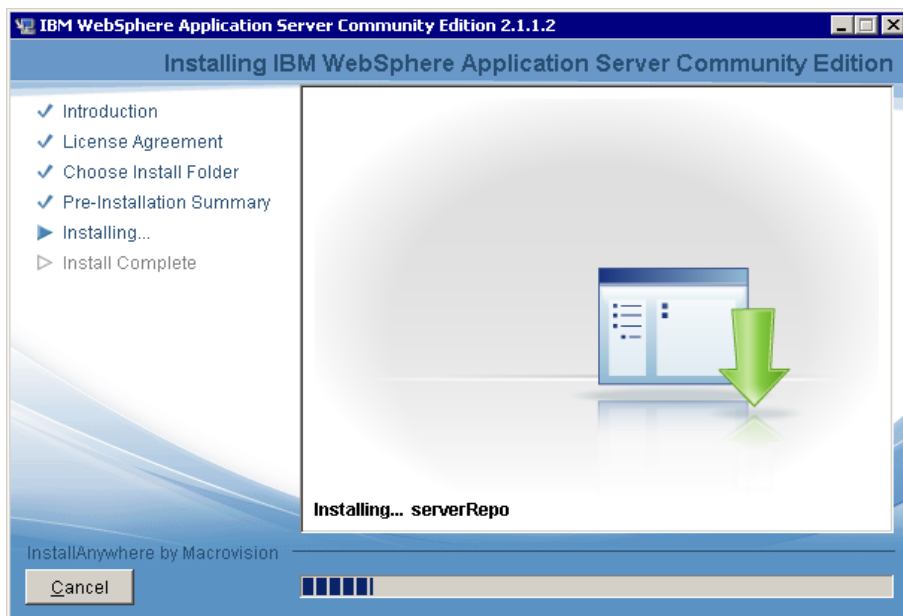 IBM WebSphere Application Server Community Edition 2.1.1.2
Installing IBM WebSphere Application Server Community Edition
Introduction
License Agreement
Choose Install Folder
Pre-Installation Summary
Installing...
Install Complete
Installing... serverRepo
InstallAnywhere by Macrovision
Cancel